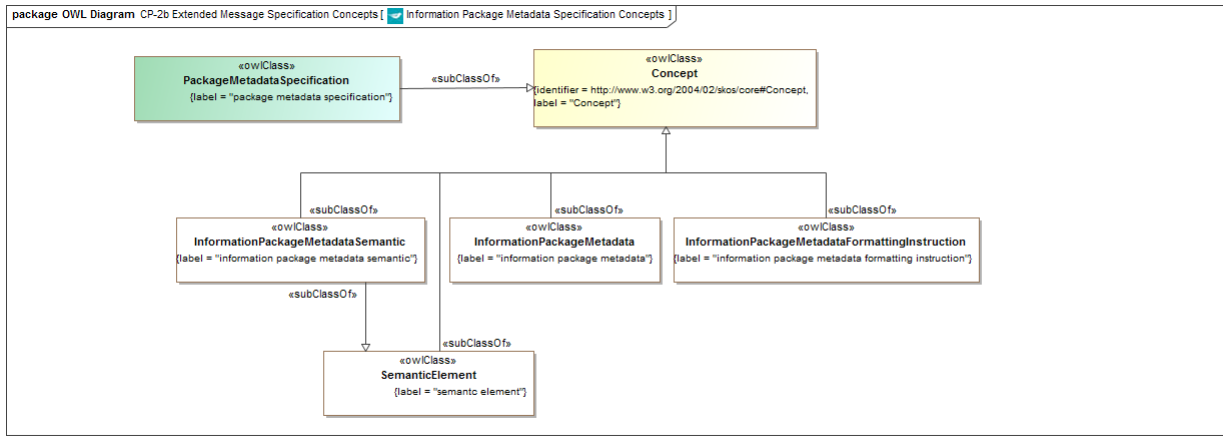 package OWL Diagram CP-2b Extended Message Specification Concepts [ Information Package Metadata Specification Concepts ]
«owlClass»
PackageMetadataSpecification
{label = "package metadata specification"}
«subClassOf»
«owlClass»
Concept
{identifier = http://www.w3.org/2004/02/skos/core#Concept,
label = "Concept"}
«subClassOf»
«owlClass»
InformationPackageMetadataSemantic
{label = "information package metadata semantic"}
«subClassOf»
«owlClass»
InformationPackageMetadata
{label = "information package metadata"}
«subClassOf»
«owlClass»
InformationPackageMetadataFormattingInstruction
{label = "information package metadata formatting instruction"}
«subClassOf»
«subClassOf»
«owlClass»
SemanticElement
{label = "semantc element"}